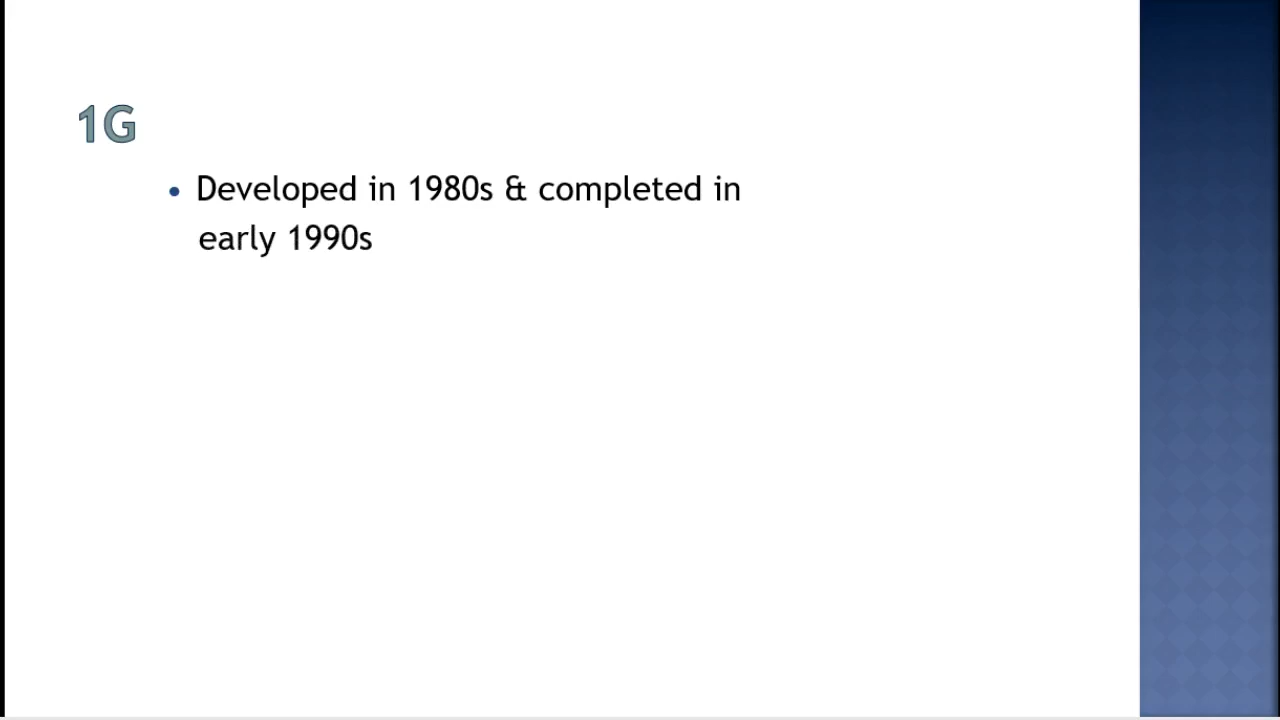 1G
• Developed in 1980s & completed in
early 1990s